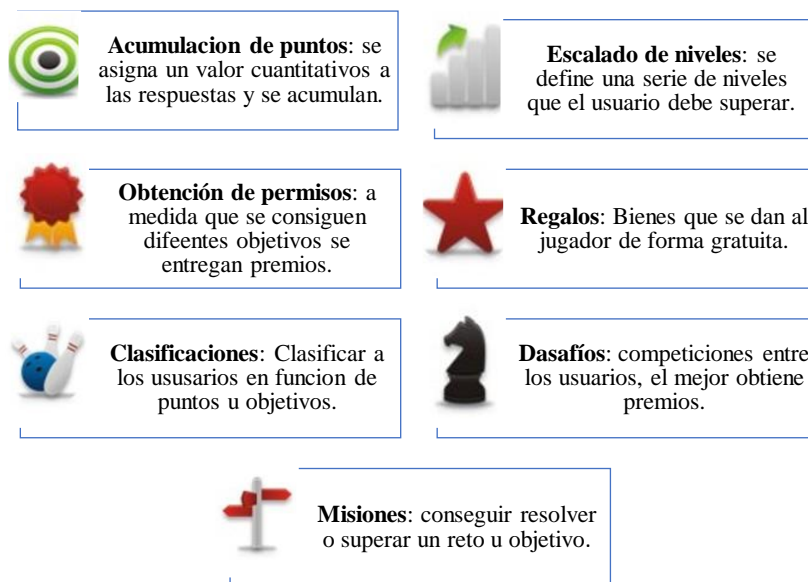 Acumulacion de puntos: se
asigna un valor cuantitativos a
las respuestas y se acumulan.
Escalado de niveles: se
define una serie de niveles
que el usuario debe superar.
Obtención de permisos: a
medida que se consiguen
difeentes objetivos se
entregan premios.
Regalos: Bienes que se dan al
jugador de forma gratuita.
Clasificaciones: Clasificar a
los ususarios en funcion de
puntos u objetivos.
Dasafíos: competiciones entre
los usuarios, el mejor obtiene
premios.
Misiones: conseguir resolver
o superar un reto u objetivo.